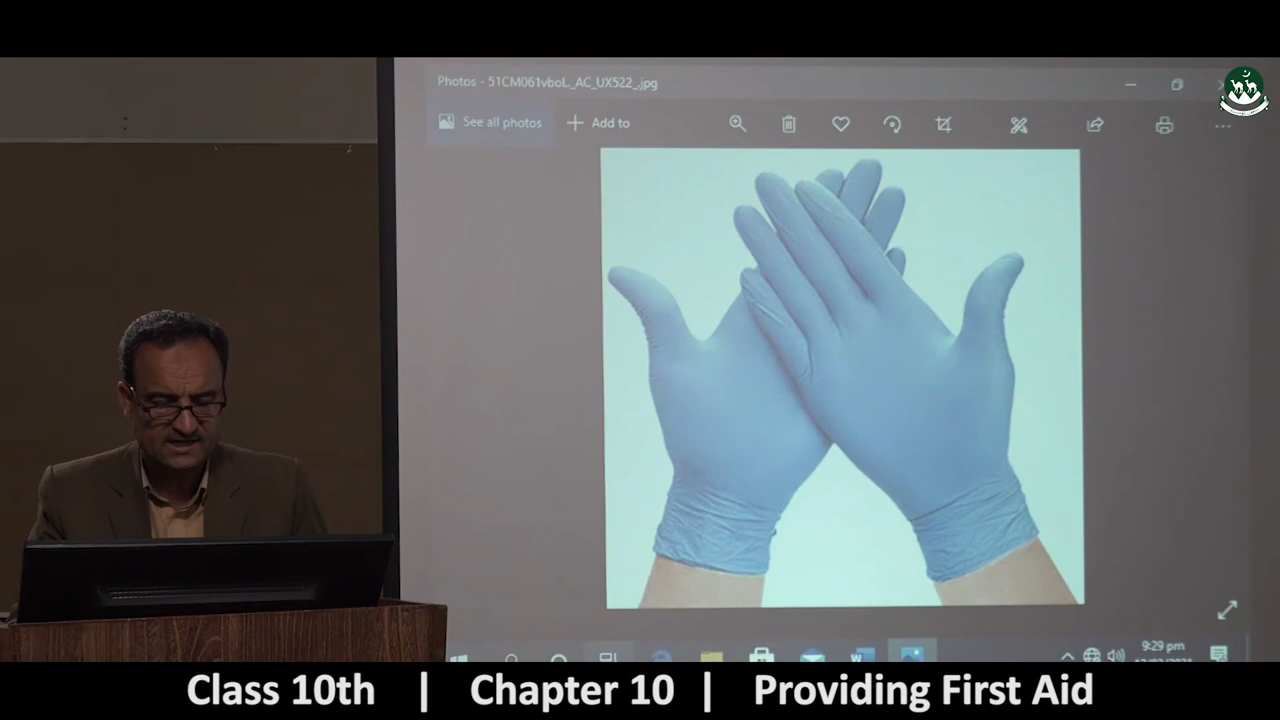 Photos - 51CM061vboL._AC_UX522_.jpg
See all photos
Add to
9:29 pm
Class 10th | Chapter 10 | Providing First Aid